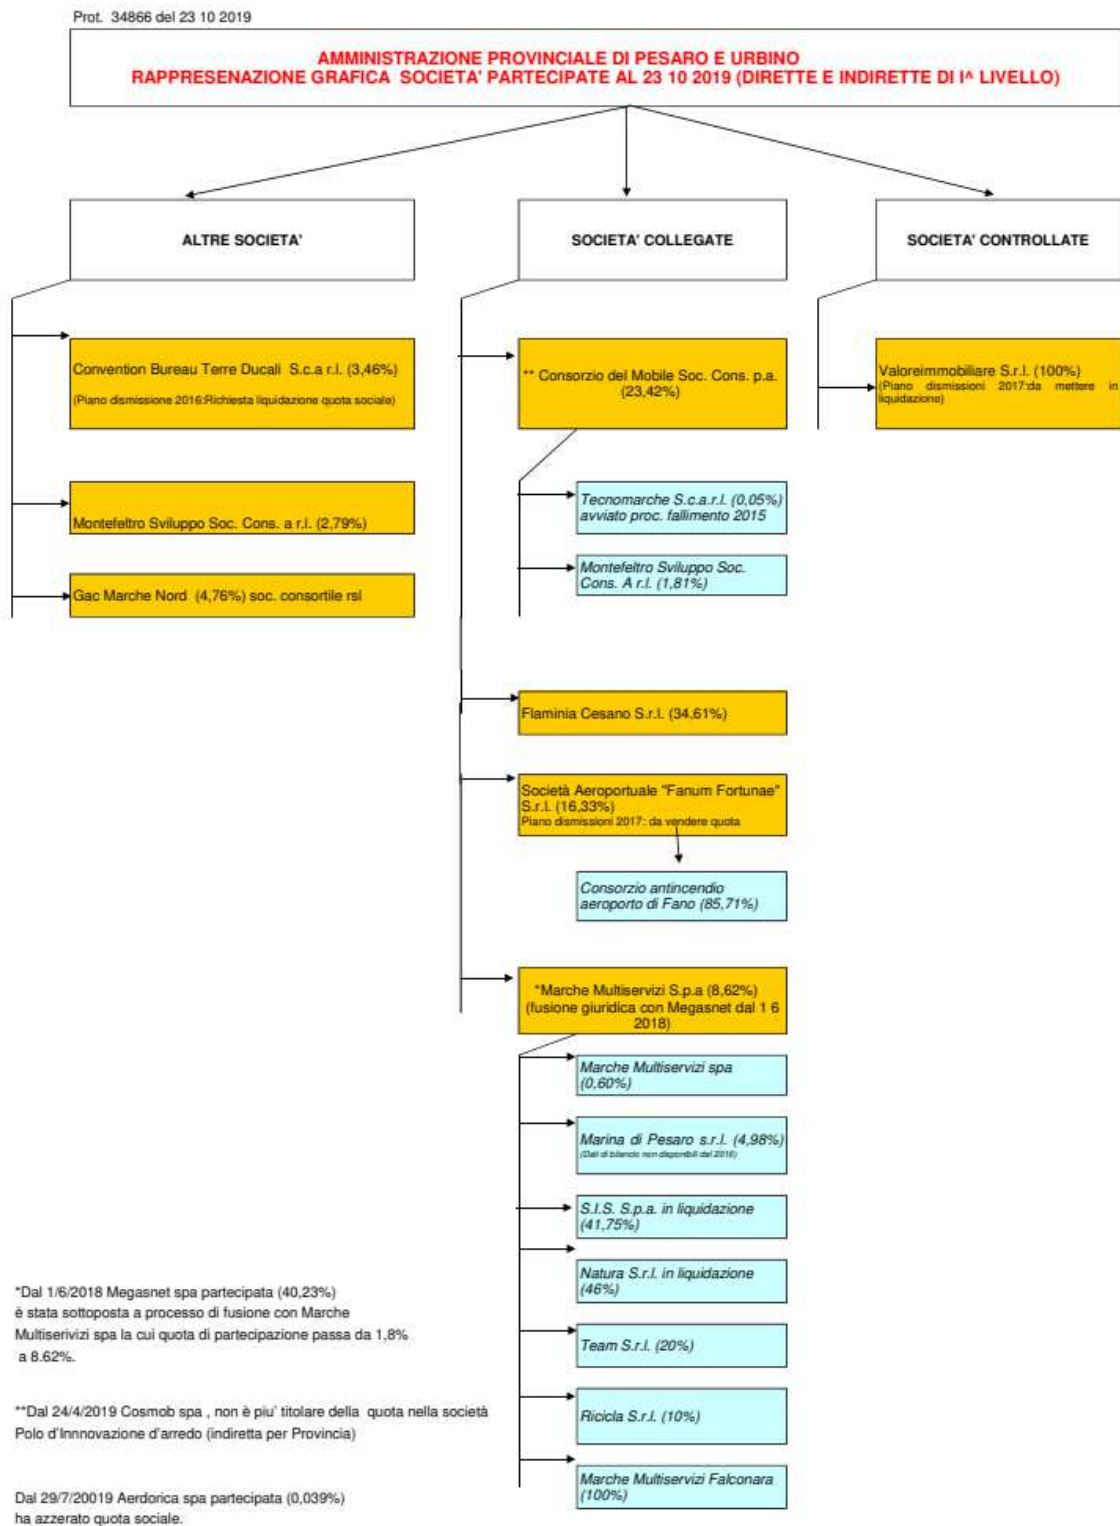 Prot. 34866 del 23 10 2019
AMMINISTRAZIONE PROVINCIALE DI PESARO E URBINO
RAPPRESENAZIONE GRAFICA SOCIETA' PARTECIPATE AL 23 10 2019 (DIRETTE E INDIRETTE DI I^ LIVELLO)
ALTRE SOCIETA'
Convention Bureau Terre Ducali S.c.a r.l. (3,46%)
(Piano dismissione 2016:Richiesta liquidazione quota sociale)
Montefeltro Sviluppo Soc. Cons. a r.l. (2,79%)
Gac Marche Nord (4,76%) soc. consortile rsl
SOCIETA' COLLEGATE
** Consorzio del Mobile Soc. Cons. p.a.
(23,42%)
Tecnomarche S.c.a.r.l. (0,05%)
avviato proc. fallimento 2015
Montefeltro Sviluppo Soc.
Cons. A r.l. (1,81%)
Flaminia Cesano S.r.l. (34,61%)
Società Aeroportuale "Fanum Fortunae"
S.r.l. (16,33%)
Piano dismissioni 2017: da vendere quota
Consorzio antincendio
aeroporto di Fano (85,71%)
*Marche Multiservizi S.p.a (8,62%)
(fusione giuridica con Megasnet dal 1 6
2018)
Marche Multiservizi spa
(0,60%)
Marina di Pesaro s.r.l. (4,98%)
(Dati di bilancio non disponibili dal 2016)
S.I.S. S.p.a. in liquidazione
(41,75%)
Natura S.r.l. in liquidazione
(46%)
Team S.r.l. (20%)
Ricicla S.r.l. (10%)
Marche Multiservizi Falconara
(100%)
SOCIETA' CONTROLLATE
Valoreimmobiliare S.r.l. (100%)
(Piano dismissioni 2017:da mettere in
liquidazione)
*Dal 1/6/2018 Megasnet spa partecipata (40,23%)
è stata sottoposta a processo di fusione con Marche
Multiserivizi spa la cui quota di partecipazione passa da 1,8%
a 8.62%.
**Dal 24/4/2019 Cosmob spa , non è piu' titolare della quota nella società
Polo d'Innnovazione d'arredo (indiretta per Provincia)
Dal 29/7/20019 Aerdorica spa partecipata (0,039%)
ha azzerato quota sociale.